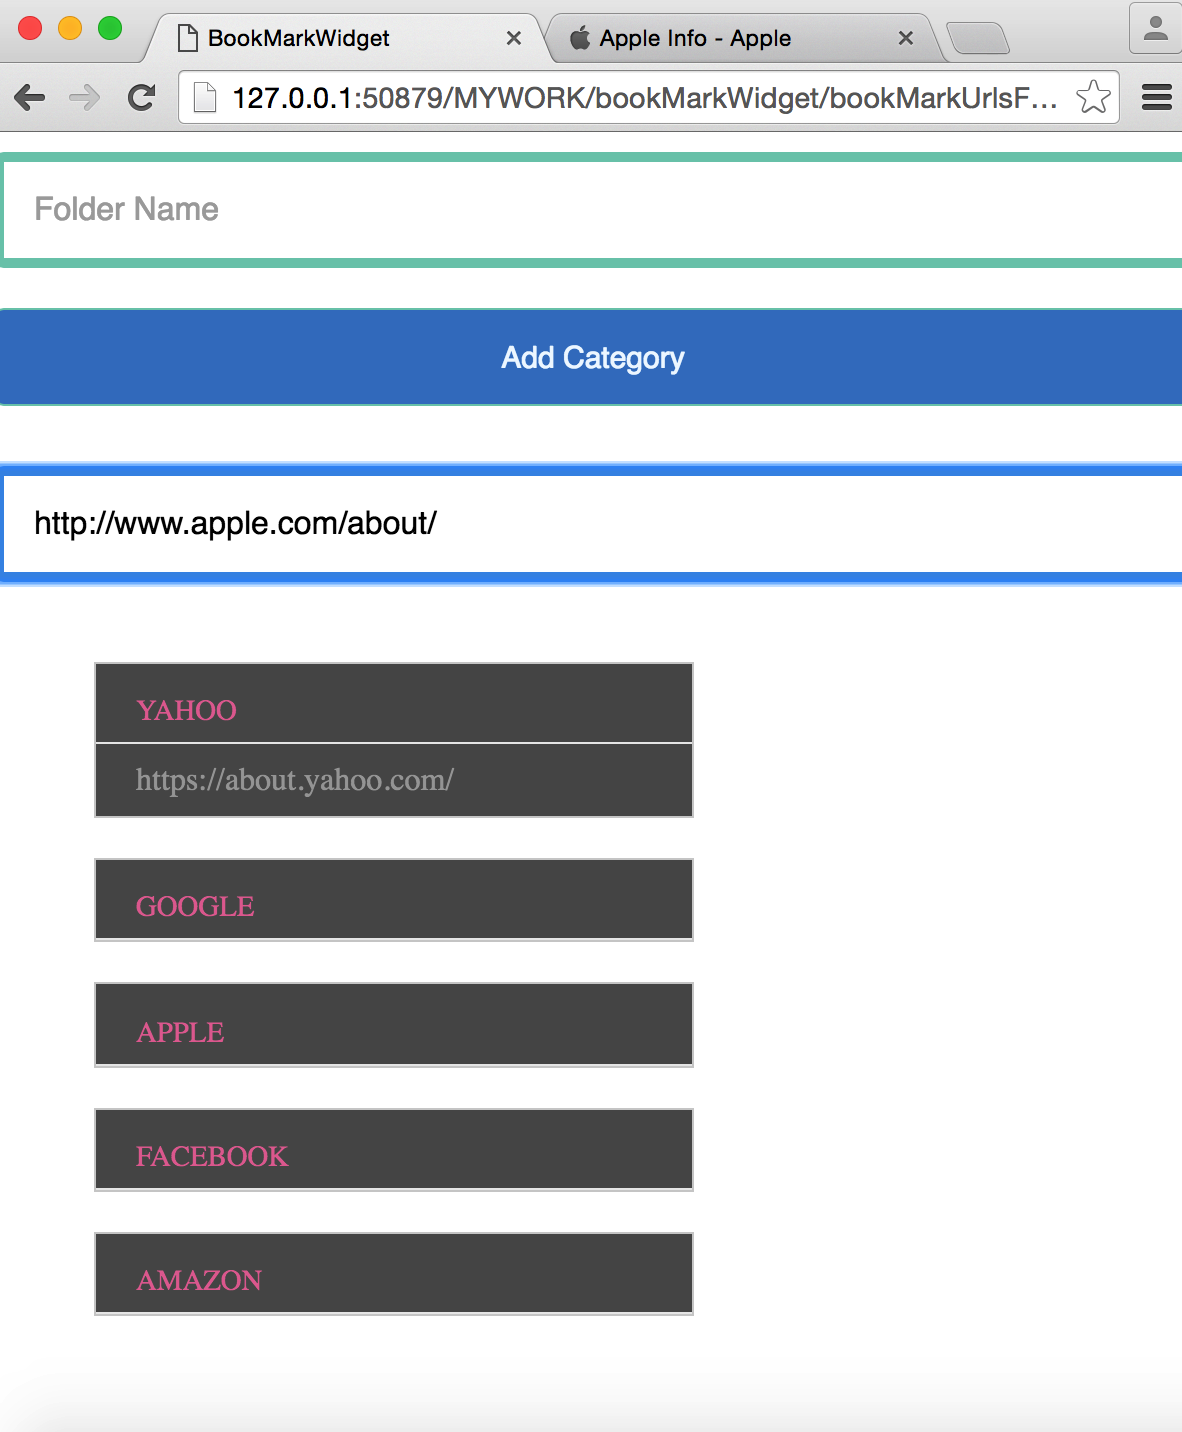 BookMarkWidget
Apple Info - Apple
127.0.0.1:50879/MYWORK/bookMarkWidget/bookMarkUrlsF...
Folder Name
Add Category
http://www.apple.com/about/
YAHOO
https://about.yahoo.com/
GOOGLE
APPLE
FACEBOOK
AMAZON